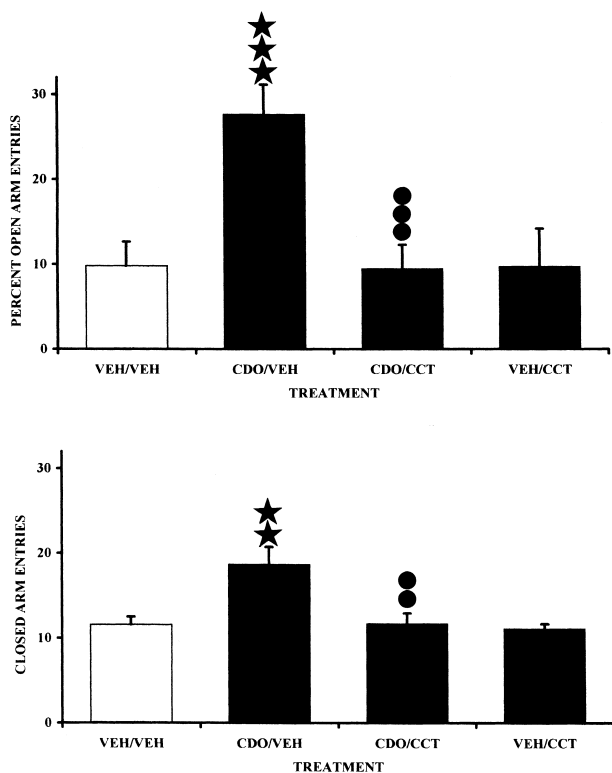 PERCENT OPEN ARM ENTRIES
30
20
10
0
VEH/VEH CDO/VEH CDO/CCT VEH/CCT
TREATMENT
CLOSED ARM ENTRIES
30
20
10
0
VEH/VEH CDO/VEH CDO/CCT VEH/CCT
TREATMENT